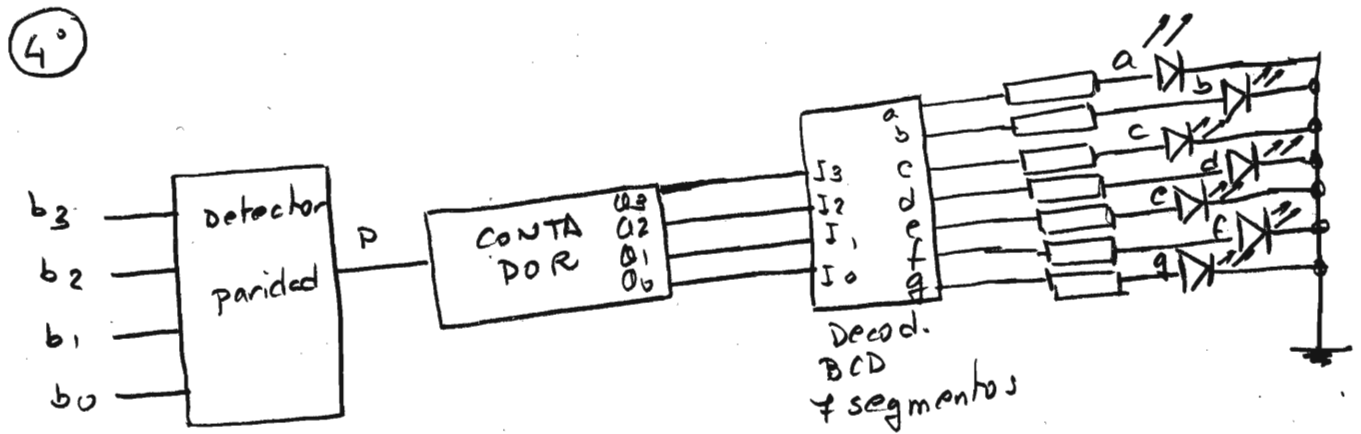 4°
b3
b2
b1
b0
Detector
paridad
P
CONTA
DOR
Q3
Q2
Q1
Q0
I3
I2
I1
I0
a
b
c
d
e
f
g
Decod.
BCD
7 segmentos
a
b
c
d
e
f
g